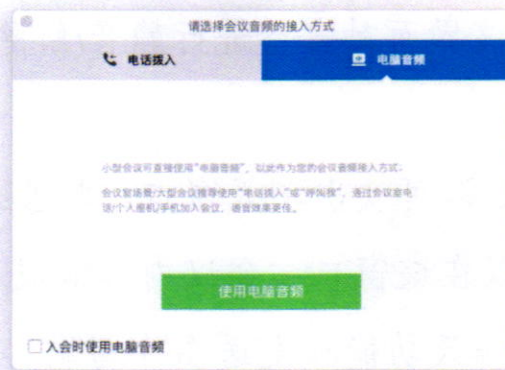 请选择会议音频的接入方式
电话拨入
电脑音频
小型会议可直接使用“电脑音频”，以此作为您的会议音频接入方式。
会议室场景/大型会议推荐使用“电话拨入”或“呼叫我”，通过会议室电
话/个人座机/手机加入会议，语音效果更佳。
使用电脑音频
入会时使用电脑音频